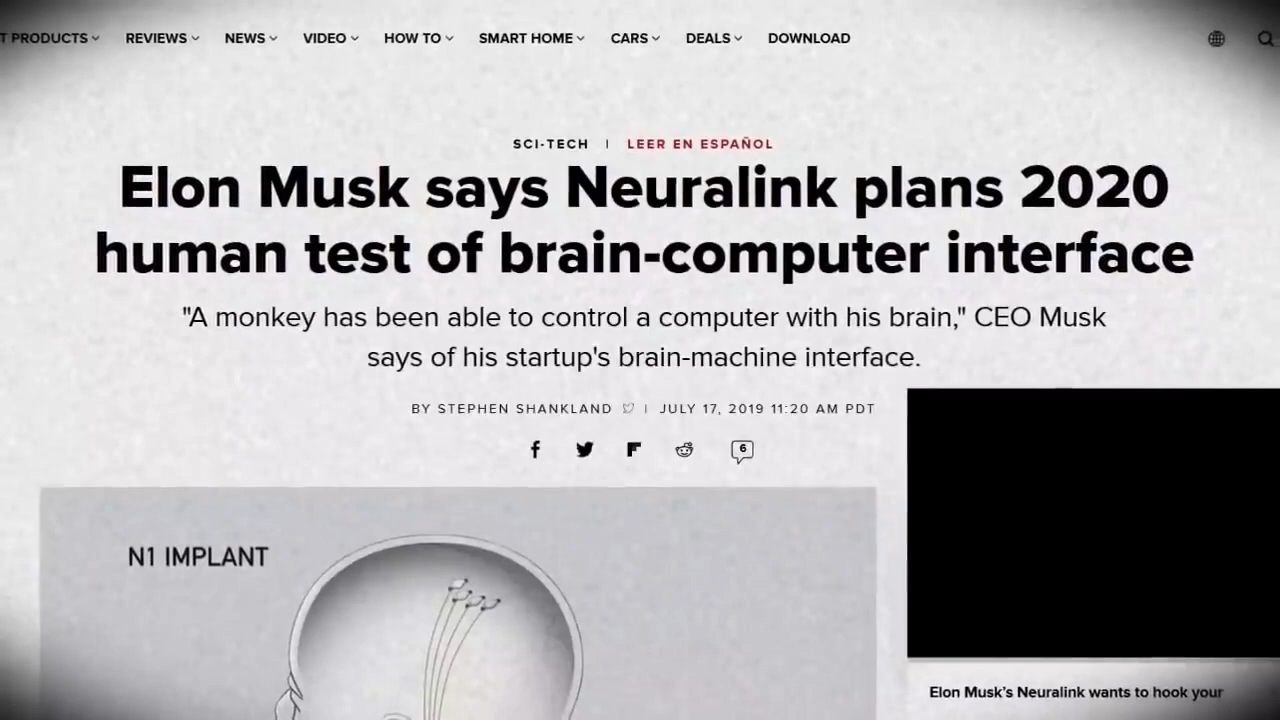 T PRODUCTS REVIEWS NEWS VIDEO HOW TO SMART HOME CARS DEALS DOWNLOAD
SCI-TECH | LEER EN ESPAÑOL
Elon Musk says Neuralink plans 2020
human test of brain-computer interface
"A monkey has been able to control a computer with his brain," CEO Musk
says of his startup's brain-machine interface.
BY STEPHEN SHANKLAND | JULY 17, 2019 11:20 AM PDT
6
N1 IMPLANT
Elon Musk's Neuralink wants to hook your